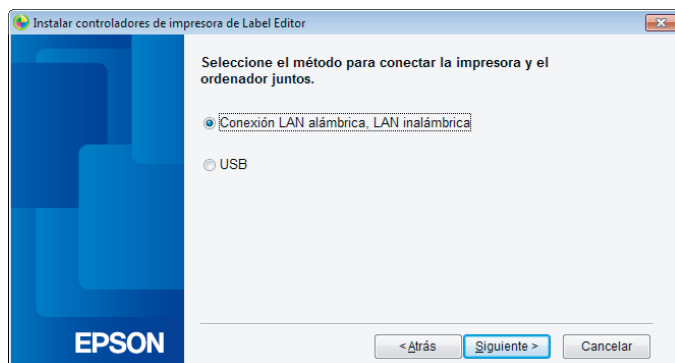 Instalar controladores de impresora de Label Editor
Seleccione el método para conectar la impresora y el
ordenador juntos.
Conexión LAN alámbrica, LAN inalámbrica
USB
EPSON
< Atrás
Siguiente >
Cancelar